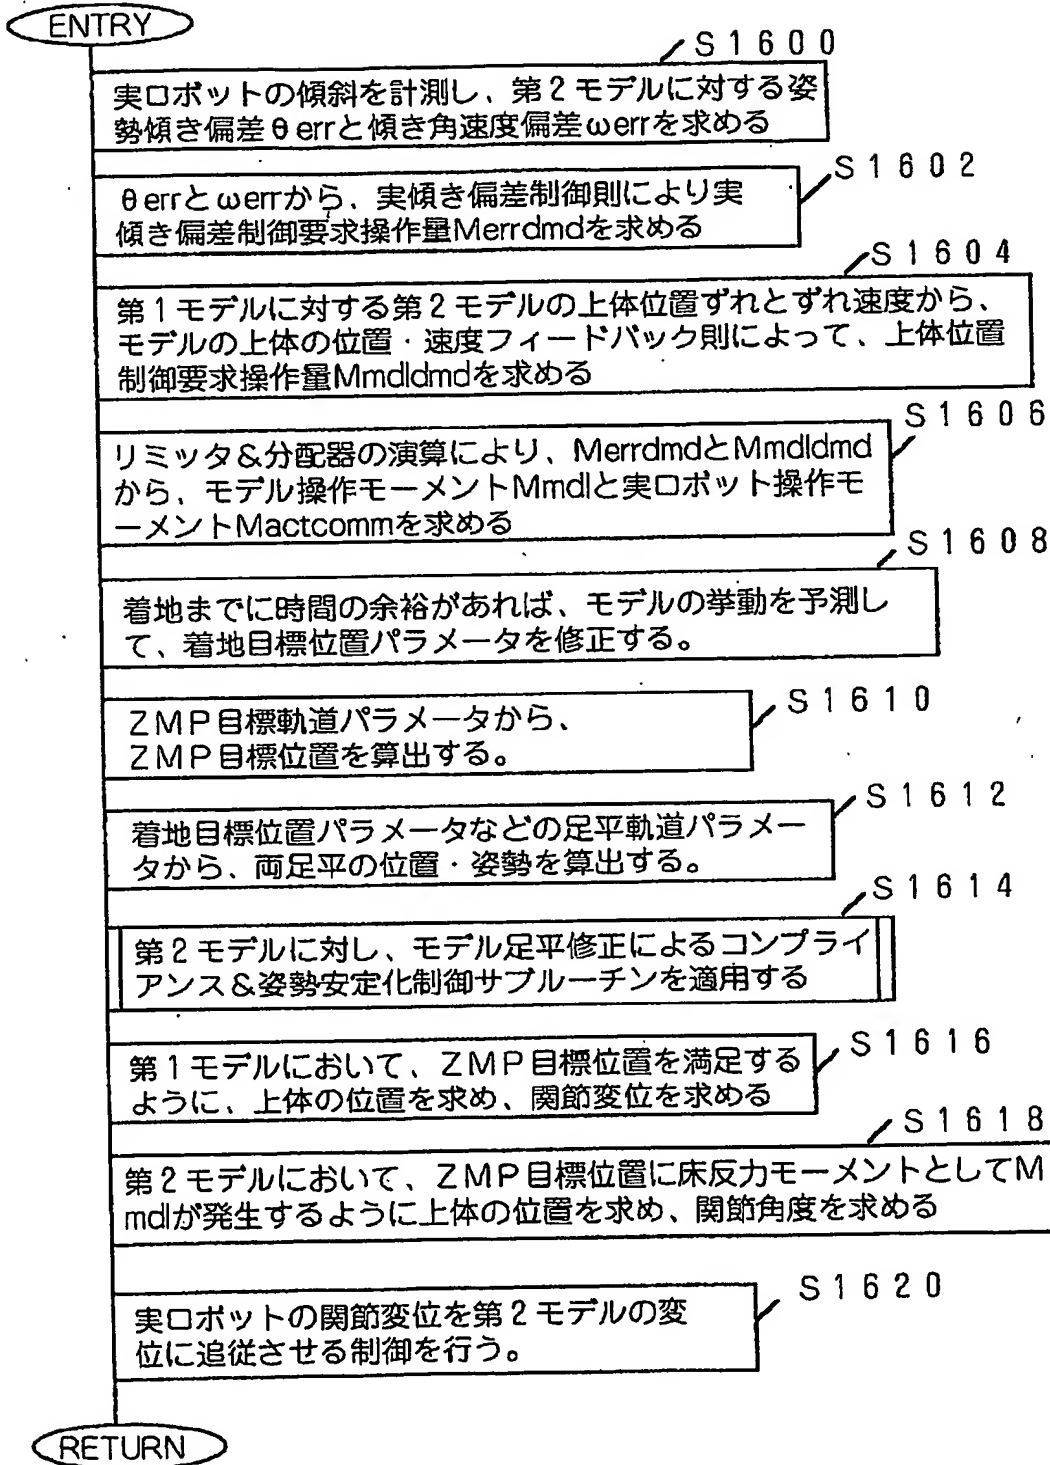 ENTRY
S1600
実ロボットの傾斜を計測し、第2モデルに対する姿
勢傾き偏差θerrと傾き角速度偏差ωerrを求める
S1602
θerrとωerrから、実傾き偏差制御則により実
傾き偏差制御要求操作量Merrdmdを求める
S1604
第1モデルに対する第2モデルの上体位置ずれとずれ速度から、
モデルの上体の位置・速度フィードバック則によって、上体位置
制御要求操作量Mmdldmdを求める
S1606
リミッタ&分配器の演算により、MerrdmdとMmdldmd
から、モデル操作モーメントMmdlと実ロボット操作モ
ーメントMactcommを求める
S1608
着地までに時間の余裕があれば、モデルの挙動を予測し
て、着地目標位置パラメータを修正する。
S1610
ZMP目標軌道パラメータから、
ZMP目標位置を算出する。
S1612
着地目標位置パラメータなどの足平軌道パラメー
タから、両足平の位置・姿勢を算出する。
S1614
第2モデルに対し、モデル足平修正によるコンプライ
アンス&姿勢安定化制御サブルーチンを適用する
S1616
第1モデルにおいて、ZMP目標位置を満足する
ように、上体の位置を求め、関節変位を求める
S1618
第2モデルにおいて、ZMP目標位置に床反力モーメントとしてM
mdlが発生するように上体の位置を求め、関節角度を求める
S1620
実ロボットの関節変位を第2モデルの変
位に追従させる制御を行う。
RETURN